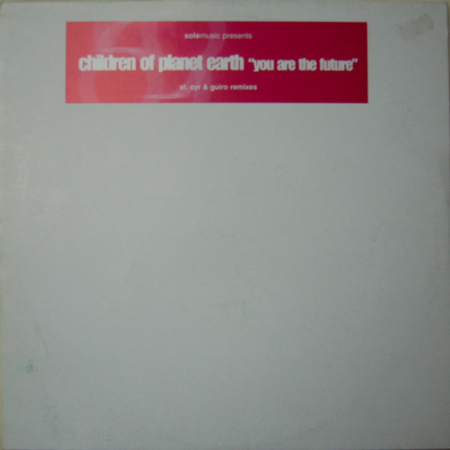 solemusic presents
children of planet earth "you are the future"
st. cyr & guiro remixes